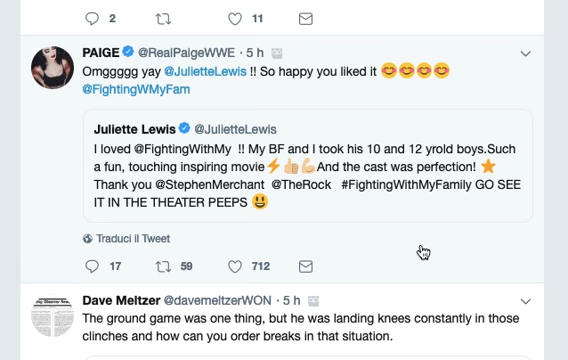 2 11
PAIGE @RealPaigeWWE · 5 h
Omggggg yay @JulietteLewis !! So happy you liked it 😊😊😊😊
@FightingWMyFam
Juliette Lewis @JulietteLewis
I loved @FightingWithMy !! My BF and I took his 10 and 12 yrold boys.Such
a fun, touching inspiring movie⚡👍💪And the cast was perfection! ⭐
Thank you @StephenMerchant @TheRock #FightingWithMyFamily GO SEE
IT IN THE THEATER PEEPS 😃
Traduci il Tweet
17 59 712
Dave Meltzer @davemeltzerWON · 5 h
The ground game was one thing, but he was landing knees constantly in those
clinches and how can you order breaks in that situation.